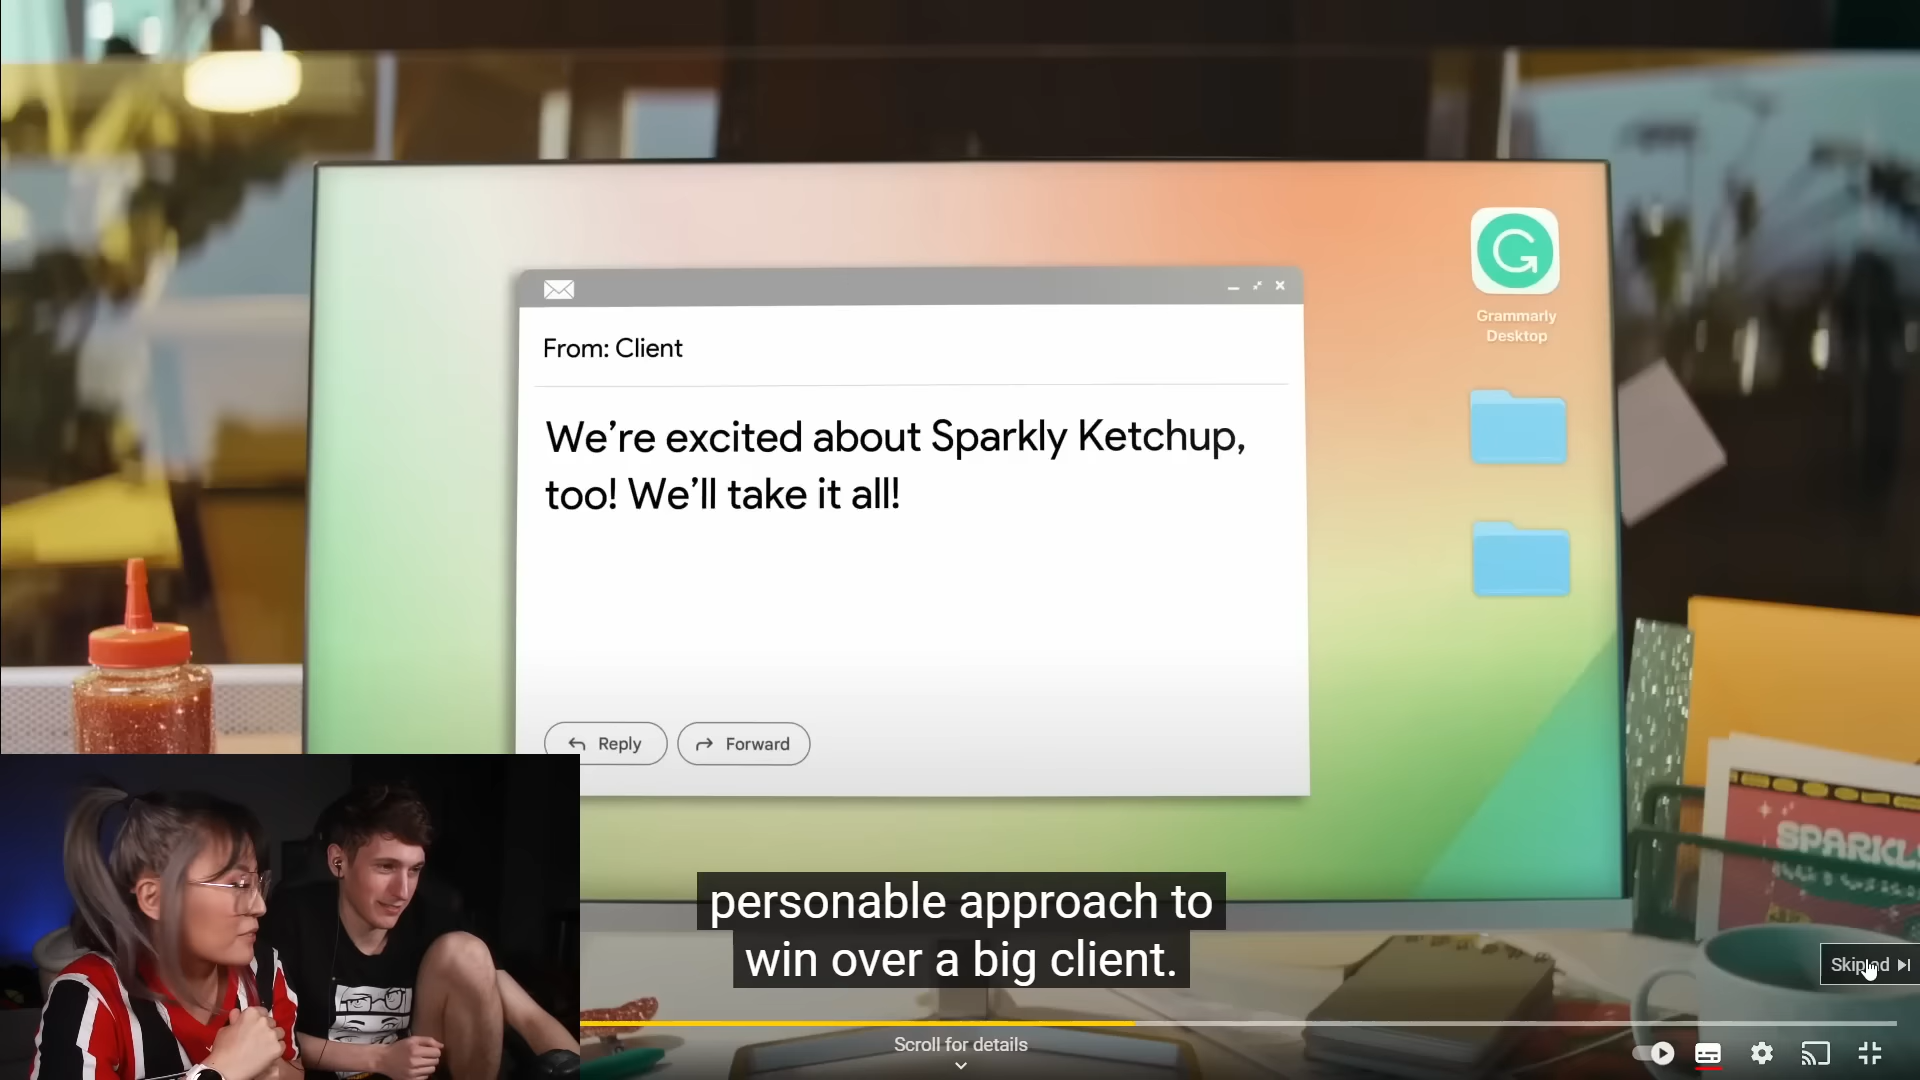 Grammarly
Desktop
From: Client
We're excited about Sparkly Ketchup,
too! We'll take it all!
Reply
Forward
personable approach to
win over a big client.
Scroll for details